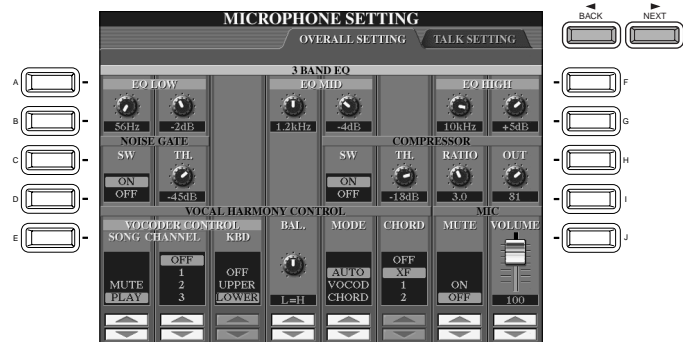 MICROPHONE SETTING
BACK NEXT
OVERALL SETTING TALK SETTING
3 BAND EQ
A EQ LOW EQ MID EQ HIGH F
B 56Hz -2dB 1.2kHz -4dB 10kHz +5dB G
NOISE GATE COMPRESSOR
C SW TH. SW TH. RATIO OUT H
ON ON
D OFF -45dB OFF -18dB 3.0 81 I
VOCAL HARMONY CONTROL MIC
VOCODER CONTROL BAL. MODE CHORD MUTE VOLUME
E SONG CHANNEL KBD J
OFF OFF
1 OFF AUTO XF
MUTE 2 UPPER VOCOD 1 ON
PLAY 3 LOWER L=H CHORD 2 OFF 100